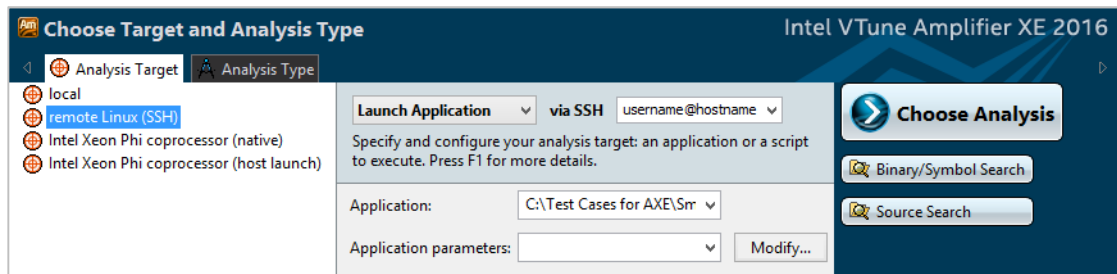 Choose Target and Analysis Type
Intel VTune Amplifier XE 2016
Analysis Target
Analysis Type
local
remote Linux (SSH)
Intel Xeon Phi coprocessor (native)
Intel Xeon Phi coprocessor (host launch)
Launch Application via SSH username@hostname
Specify and configure your analysis target: an application or a script
to execute. Press F1 for more details.
Application: C:\Test Cases for AXE\Sm
Application parameters: Modify...
Choose Analysis
Binary/Symbol Search
Source Search